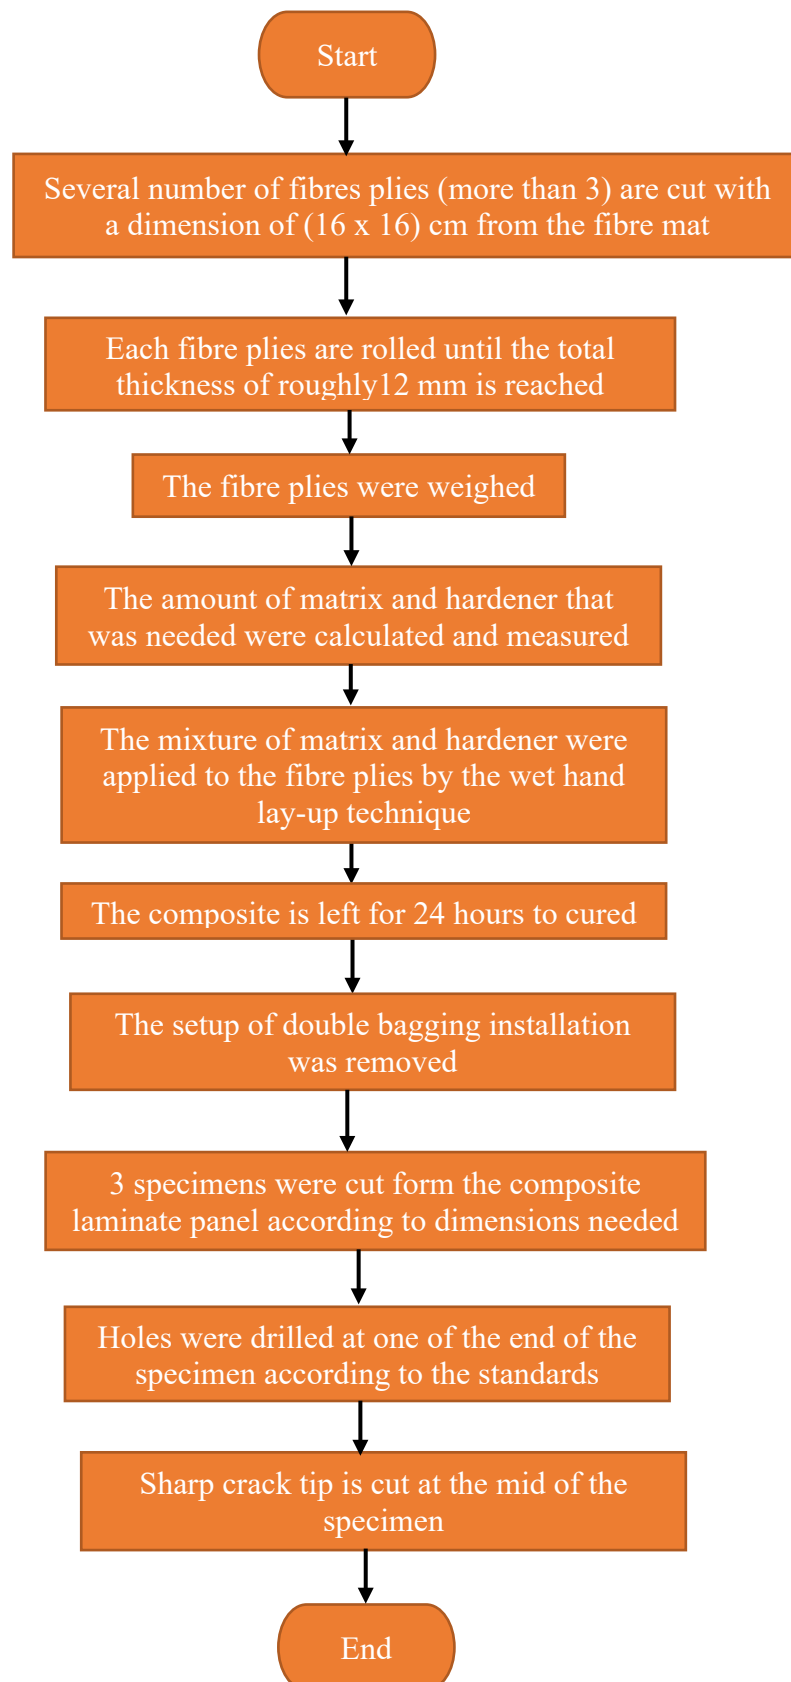 Start
Several number of fibres plies (more than 3) are cut with
a dimension of (16 x 16) cm from the fibre mat
Each fibre plies are rolled until the total
thickness of roughly12 mm is reached
The fibre plies were weighed
The amount of matrix and hardener that
was needed were calculated and measured
The mixture of matrix and hardener were
applied to the fibre plies by the wet hand
lay-up technique
The composite is left for 24 hours to cured
The setup of double bagging installation
was removed
3 specimens were cut form the composite
laminate panel according to dimensions needed
Holes were drilled at one of the end of the
specimen according to the standards
Sharp crack tip is cut at the mid of the
specimen
End